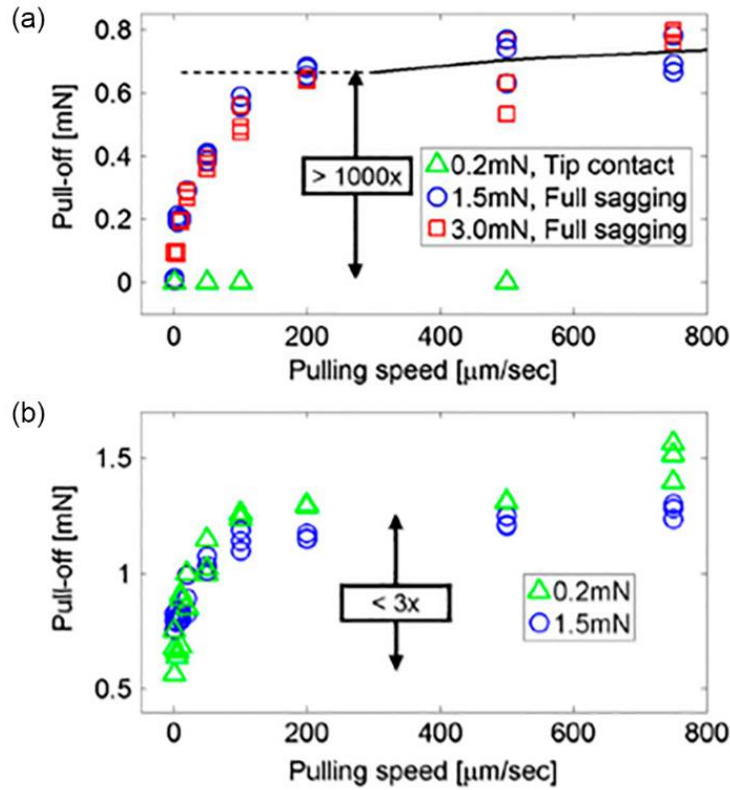 (a)
0.8
0.6
0.4
0.2
0
Pull-off [mN]
> 1000x
0.2mN, Tip contact
1.5mN, Full sagging
3.0mN, Full sagging
0 200 400 600 800
Pulling speed [μm/sec]
(b)
1.5
1
0.5
Pull-off [mN]
< 3x
0.2mN
1.5mN
0 200 400 600 800
Pulling speed [μm/sec]